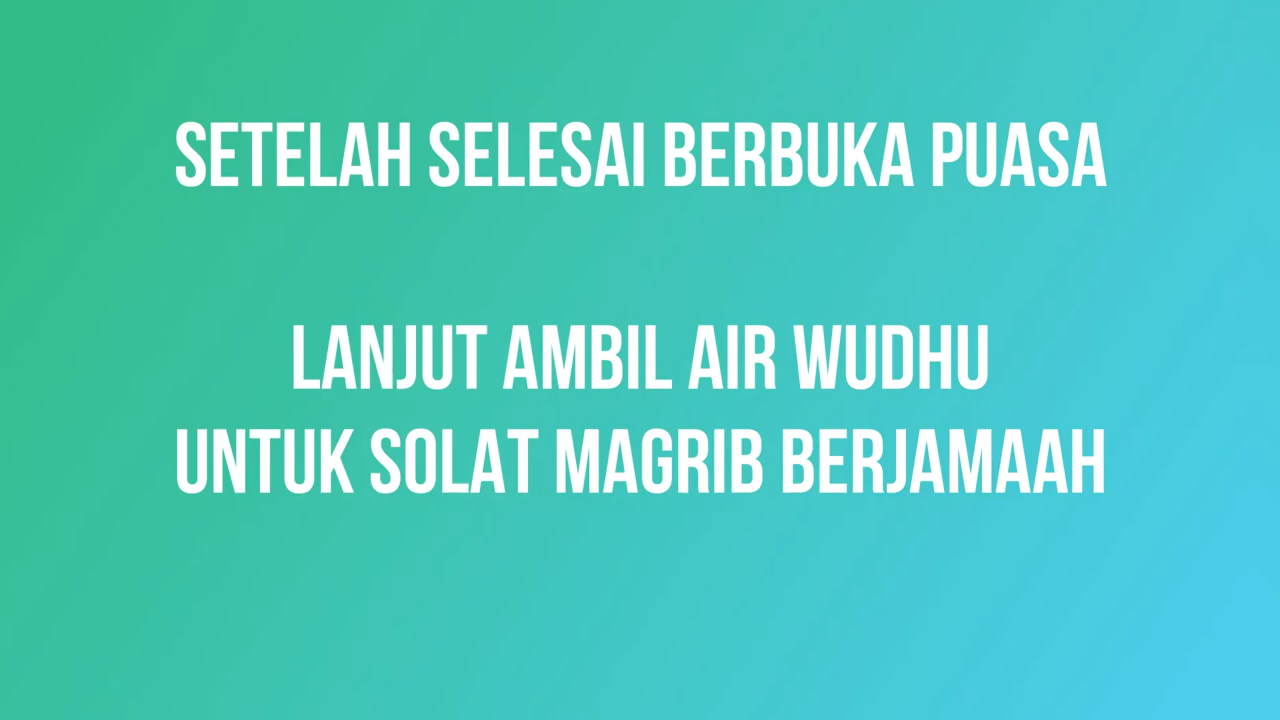 SETELAH SELESAI BERBUKA PUASA
LANJUT AMBIL AIR WUDHU
UNTUK SOLAT MAGRIB BERJAMAAH